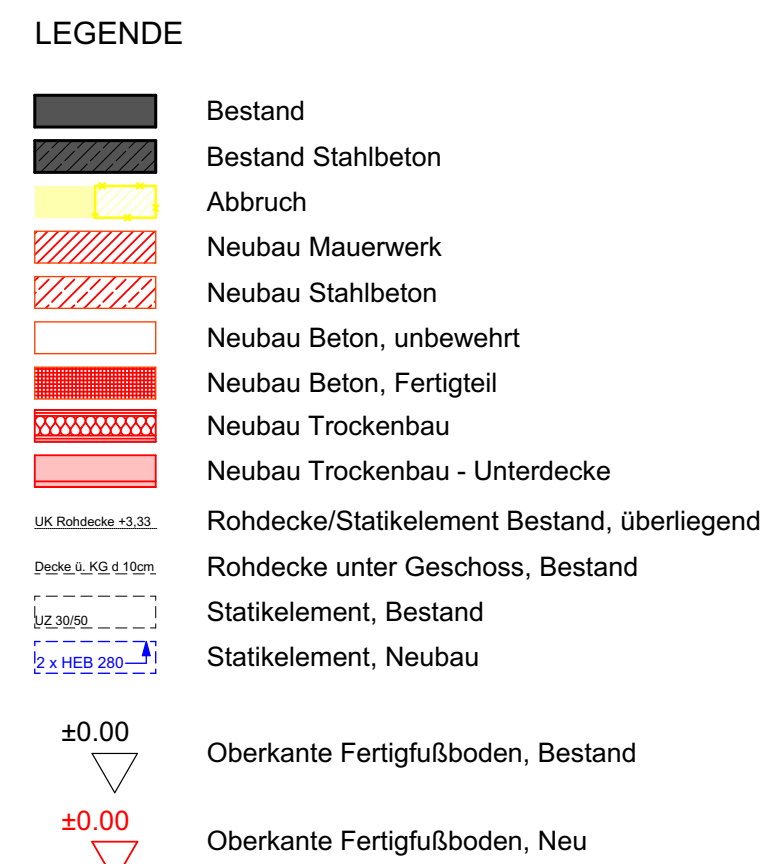 LEGENDE
Bestand
Bestand Stahlbeton
Abbruch
Neubau Mauerwerk
Neubau Stahlbeton
Neubau Beton, unbewehrt
Neubau Beton, Fertigteil
Neubau Trockenbau
Neubau Trockenbau - Unterdecke
UK Rohdecke +3,33 Rohdecke/Statikelement Bestand, überliegend
Decke ü. KG d 10cm Rohdecke unter Geschoss, Bestand
UZ 30/50 Statikelement, Bestand
2 x HEB 280 Statikelement, Neubau
±0.00
Oberkante Fertigfußboden, Bestand
±0.00
Oberkante Fertigfußboden, Neu